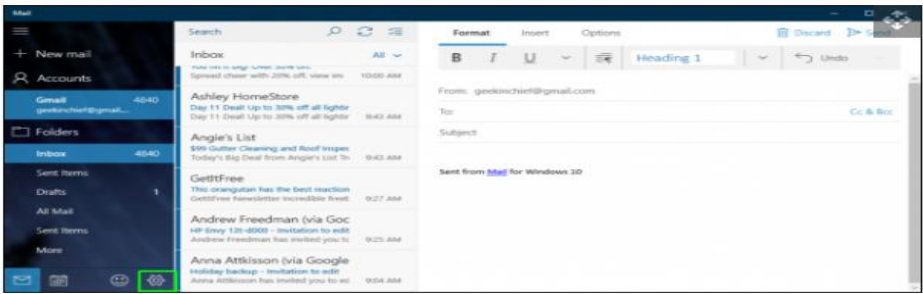 Mail
New mail
Accounts
Gmail 4840
geekinchief@gmail....
Folders
Inbox 4840
Sent Items
Drafts 1
All Mail
Sent Items
More
Search
Inbox All
Spread cheer with 20% off. view im 10:00 AM
Ashley HomeStore
Day 11 Deal! Up to 30% off all lightir
Day 11 Deal! Up to 30% off all lightir 9:43 AM
Angie's List
$99 Gutter Cleaning and Roof Inspec
Today's Big Deal from Angie's List Th 9:43 AM
GetItFree
This orangutan has the best reaction
GetItFree Newsletter Incredible freeb 9:27 AM
Andrew Freedman (via Goc
HP Envy 13t-d000 - Invitation to edit
Andrew Freedman has invited you to 9:25 AM
Anna Attkisson (via Google
Holiday backup - Invitation to edit
Anna Attkisson has invited you to ed 9:04 AM
Format Insert Options Discard Send
B I U Heading 1 Undo
From: geekinchief@gmail.com
To: Cc & Bcc
Subject
Sent from Mail for Windows 10